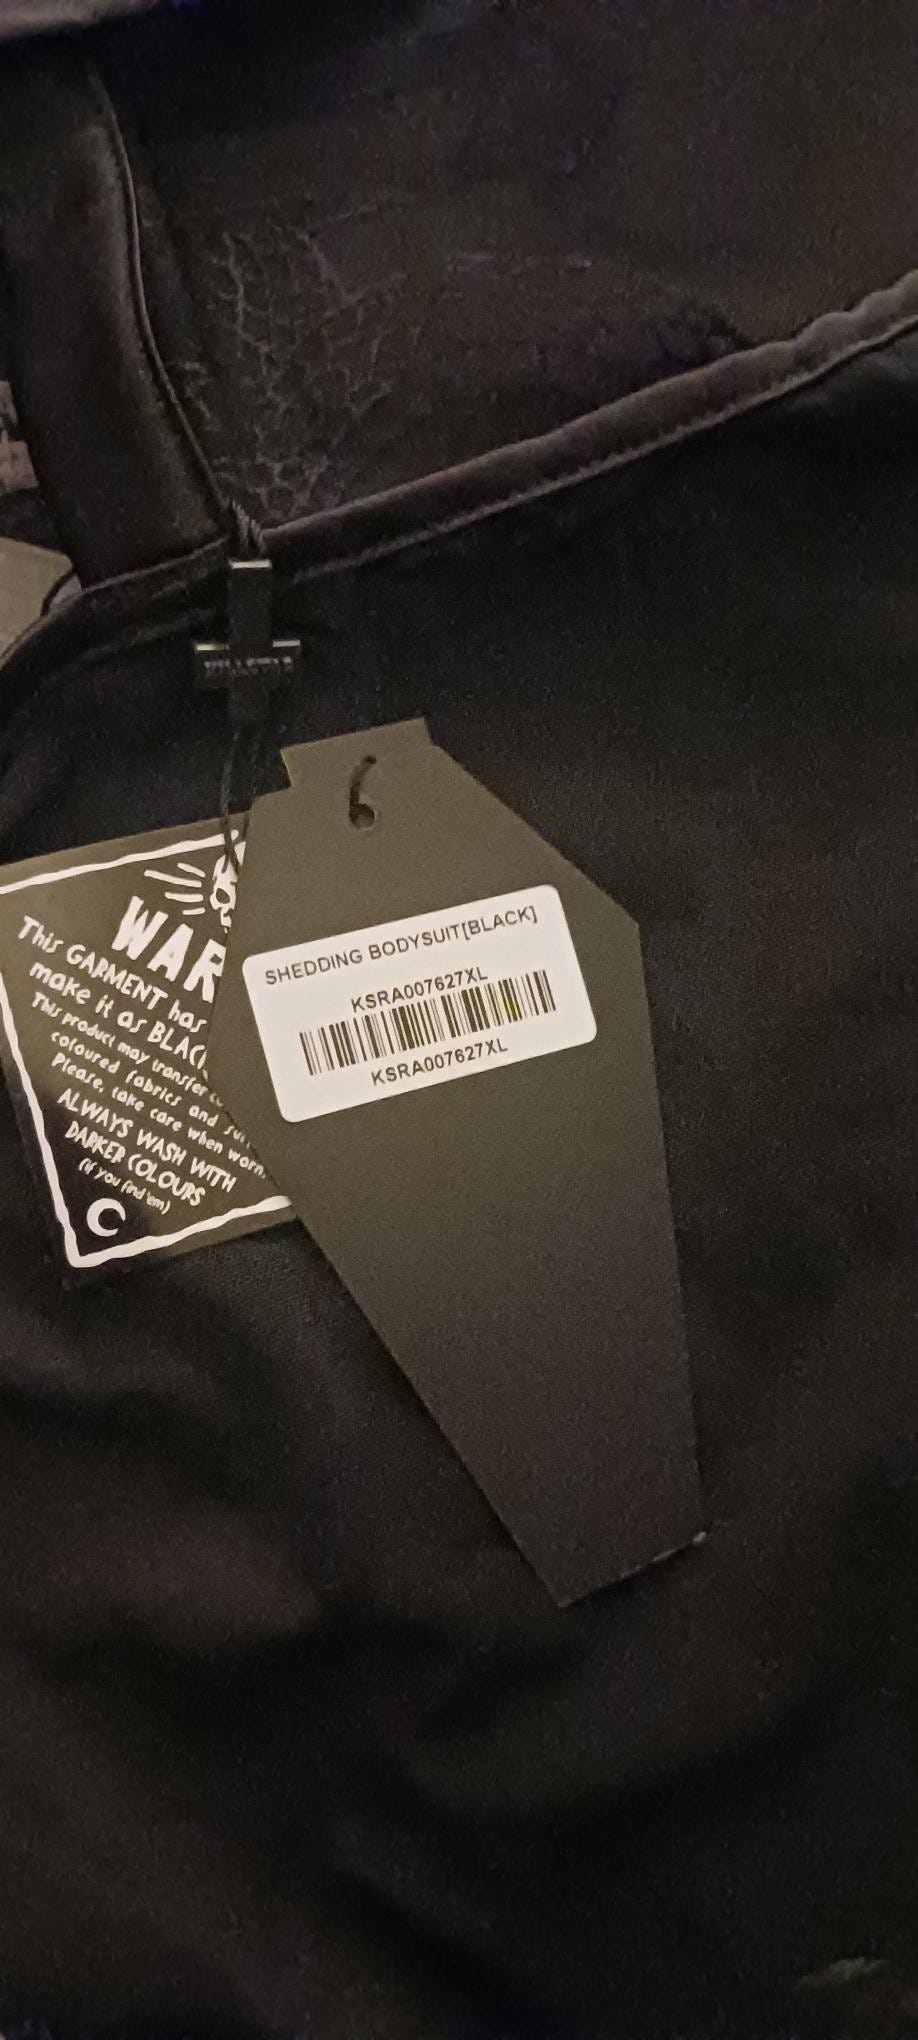 SHEDDING BODYSUIT[BLACK]
KSRA007627XL
KSRA007627XL
WAR
This GARMENT has
make it as BLAC
This product may transfer
coloured fabrics and
Please, take care when worn,
ALWAYS WASH WITH
DARKER COLOURS
(if you find 'em)